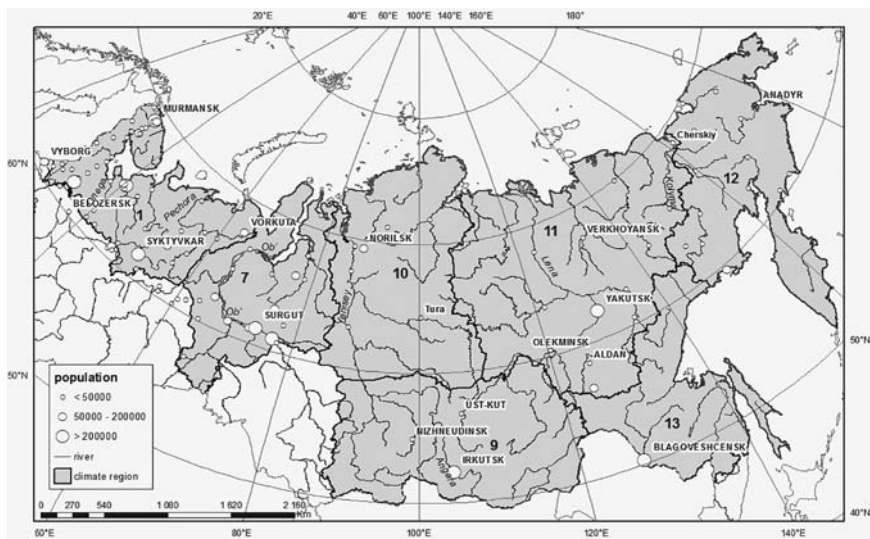 20°E 40°E 60°E 100°E 140°E 160°E 180°
MURMANSK
ANADYR
Cherskiy
VYBORG
60°N
60°N
12
BELOZERSK
1
Pechora
VORKUTA
SYKTYVKAR
Ob'
NORILSK
11
VERKHOYANSK
10
7
Lena
Yenisey
Ob'
SURGUT
Tura
YAKUTSK
OLEKMINSK
ALDAN
50°N
50°N
population
< 50000
50000 - 200000
> 200000
river
climate region
UST-KUT
NIZHNEUDINSK
9
IRKUTSK
Angara
13
BLAGOVESHCENSK
0 270 540 1 080 1 620 2 160
Km
40°N
60°E 80°E 100°E 120°E 140°E